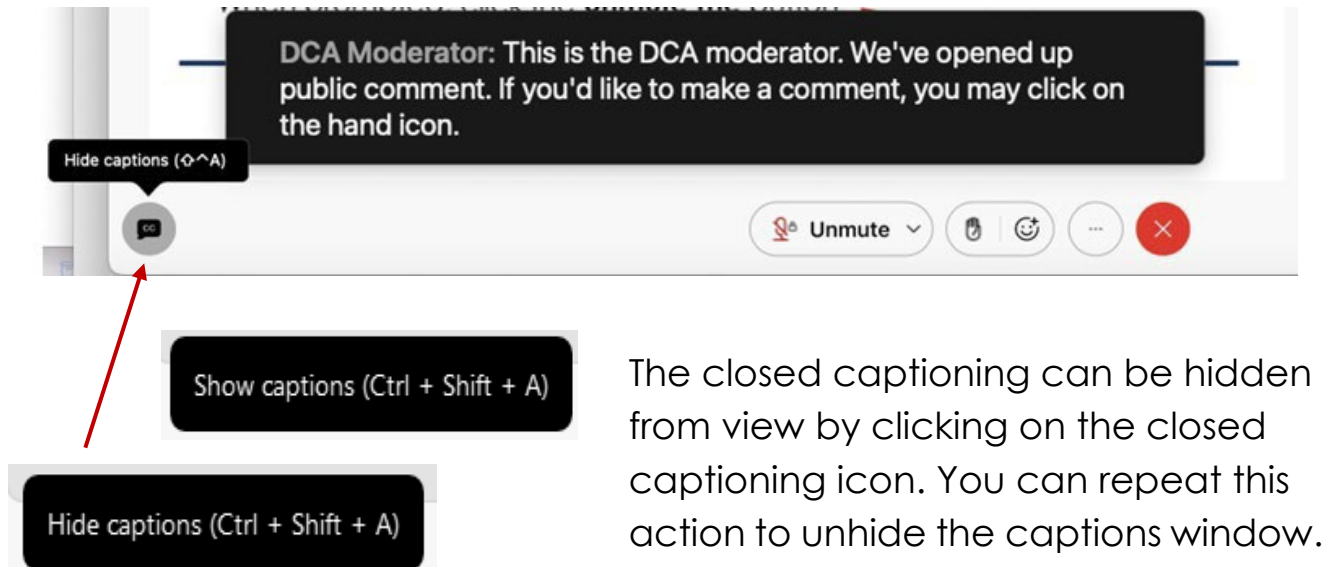 DCA Moderator: This is the DCA moderator. We've opened up
public comment. If you'd like to make a comment, you may click on
the hand icon.
Hide captions (⇧^A)
CC
Unmute
Show captions (Ctrl + Shift + A)
Hide captions (Ctrl + Shift + A)
The closed captioning can be hidden
from view by clicking on the closed
captioning icon. You can repeat this
action to unhide the captions window.